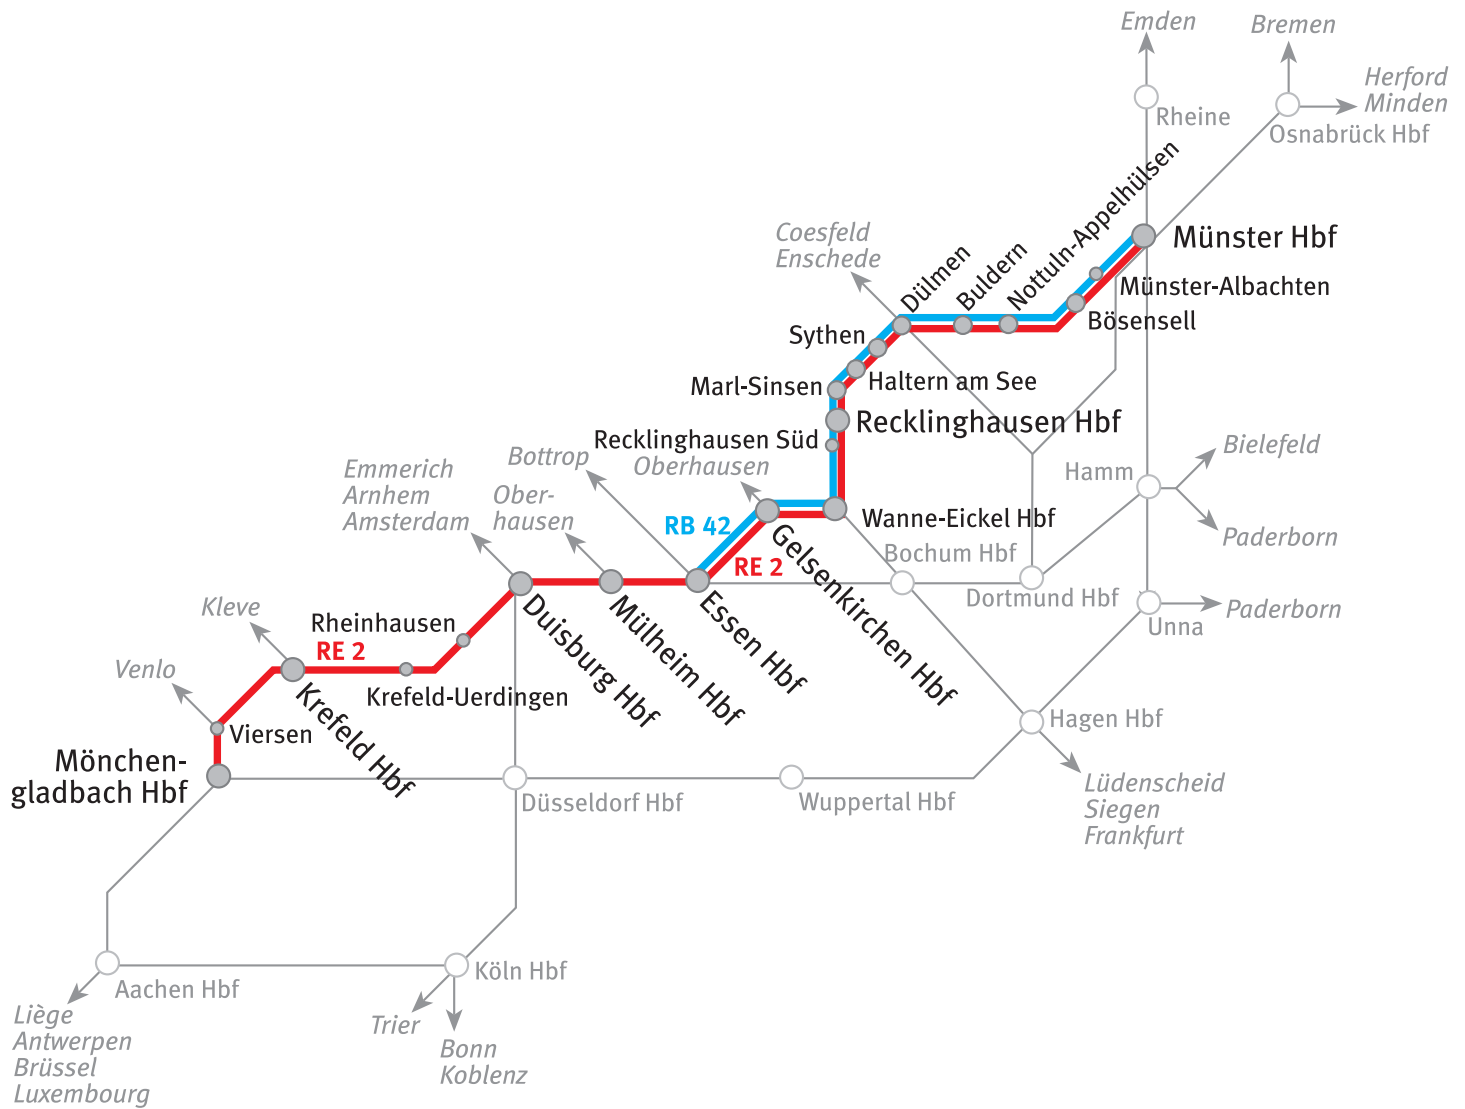 Emden
Bremen
Herford
Minden
Rheine
Osnabrück Hbf
Nottuln-Appelhülsen
Coesfeld
Enschede
Münster Hbf
Dülmen
Buldern
Münster-Albachten
Bösensell
Sythen
Marl-Sinsen
Haltern am See
Recklinghausen Hbf
Recklinghausen Süd
Bottrop
Oberhausen
Bielefeld
Emmerich
Arnhem
Amsterdam
Ober-
hausen
Hamm
RB 42
Wanne-Eickel Hbf
Paderborn
Bochum Hbf
RE 2
Gelsenkirchen Hbf
Dortmund Hbf
Paderborn
Unna
Kleve
Rheinhausen
RE 2
Duisburg Hbf
Mülheim Hbf
Essen Hbf
Venlo
Krefeld-Uerdingen
Krefeld Hbf
Viersen
Hagen Hbf
Mönchen-
gladbach Hbf
Düsseldorf Hbf
Wuppertal Hbf
Lüdenscheid
Siegen
Frankfurt
Aachen Hbf
Köln Hbf
Liège
Antwerpen
Brüssel
Luxembourg
Trier
Bonn
Koblenz